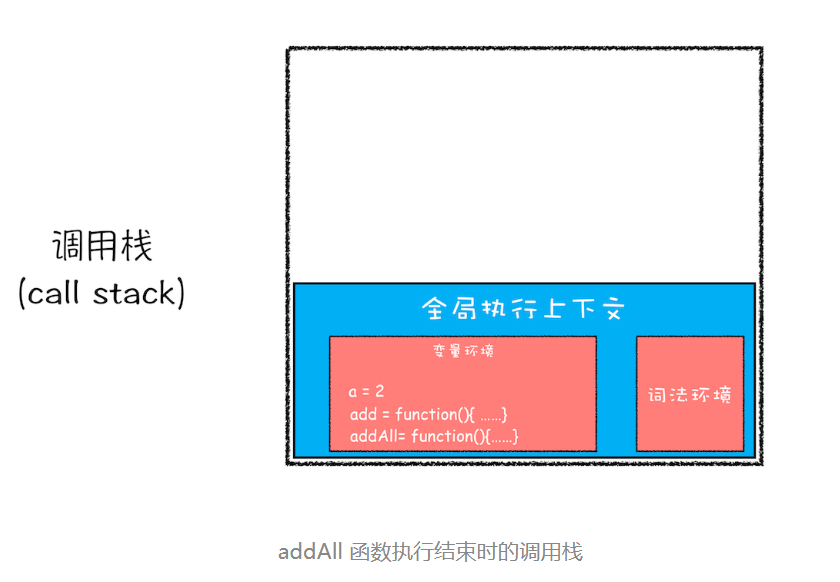 调用栈
(call stack)
全局执行上下文
变量环境
a = 2
add = function(){ ……}
addAll= function(){……}
词法环境
addAll 函数执行结束时的调用栈